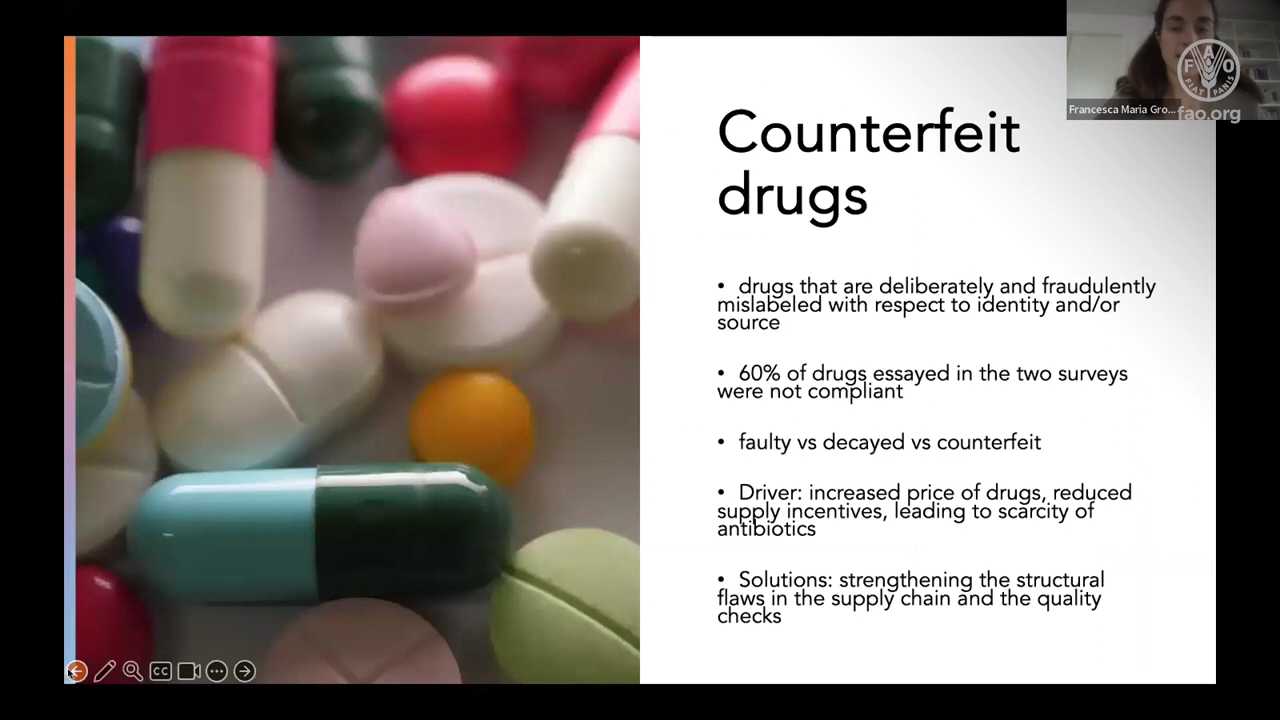 Counterfeit
drugs
• drugs that are deliberately and fraudulently
mislabeled with respect to identity and/or
source
• 60% of drugs essayed in the two surveys
were not compliant
• faulty vs decayed vs counterfeit
• Driver: increased price of drugs, reduced
supply incentives, leading to scarcity of
antibiotics
• Solutions: strengthening the structural
flaws in the supply chain and the quality
checks
F A O
FIAT PANIS
Francesca Maria Gro...
fao.org
CC